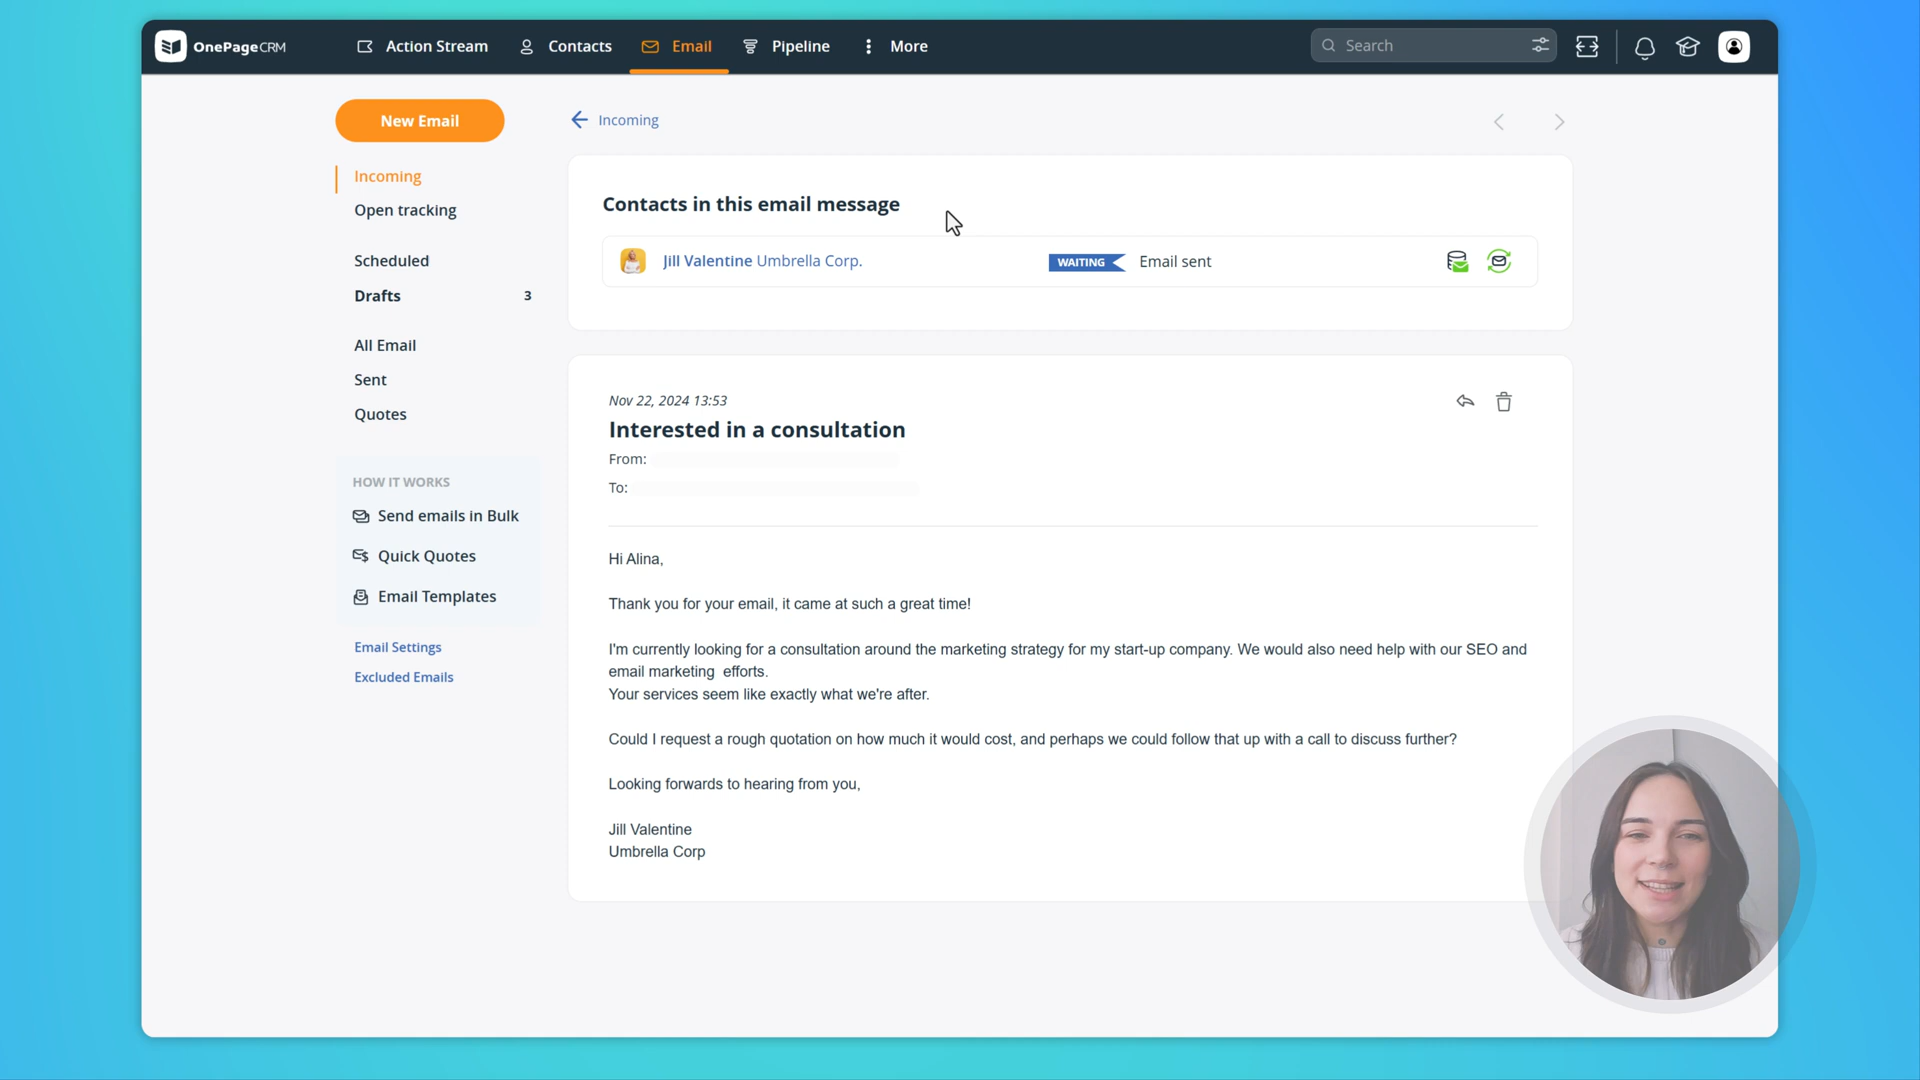 OnePageCRM
Action Stream
Contacts
Email
Pipeline
More
Search
New Email
Incoming
Open tracking
Scheduled
Drafts 3
All Email
Sent
Quotes
HOW IT WORKS
Send emails in Bulk
Quick Quotes
Email Templates
Email Settings
Excluded Emails
Incoming
Contacts in this email message
Jill Valentine Umbrella Corp. WAITING Email sent
Nov 22, 2024 13:53
Interested in a consultation
From:
To:
Hi Alina,
Thank you for your email, it came at such a great time!
I'm currently looking for a consultation around the marketing strategy for my start-up company. We would also need help with our SEO and
email marketing  efforts.
Your services seem like exactly what we're after.
Could I request a rough quotation on how much it would cost, and perhaps we could follow that up with a call to discuss further?
Looking forwards to hearing from you,
Jill Valentine
Umbrella Corp